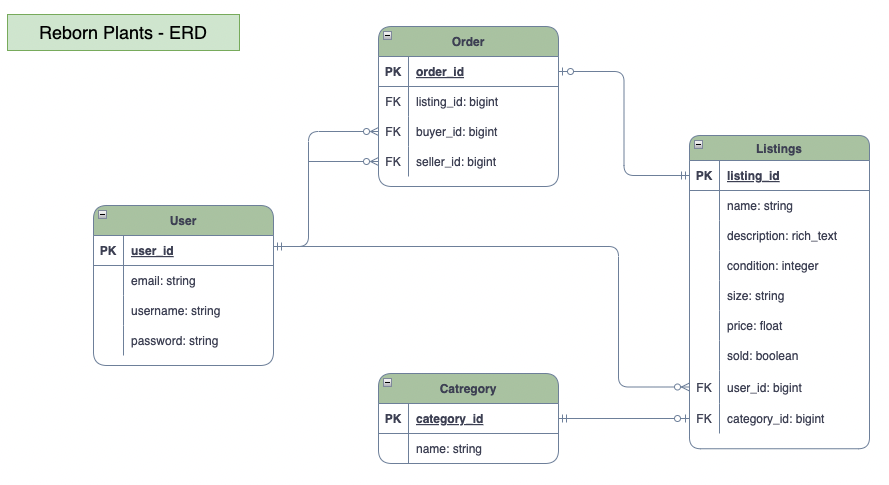 Reborn Plants - ERD
Order
PK order_id
FK listing_id: bigint
FK buyer_id: bigint
FK seller_id: bigint
User
PK user_id
email: string
username: string
password: string
Catregory
PK category_id
name: string
Listings
PK listing_id
name: string
description: rich_text
condition: integer
size: string
price: float
sold: boolean
FK user_id: bigint
FK category_id: bigint